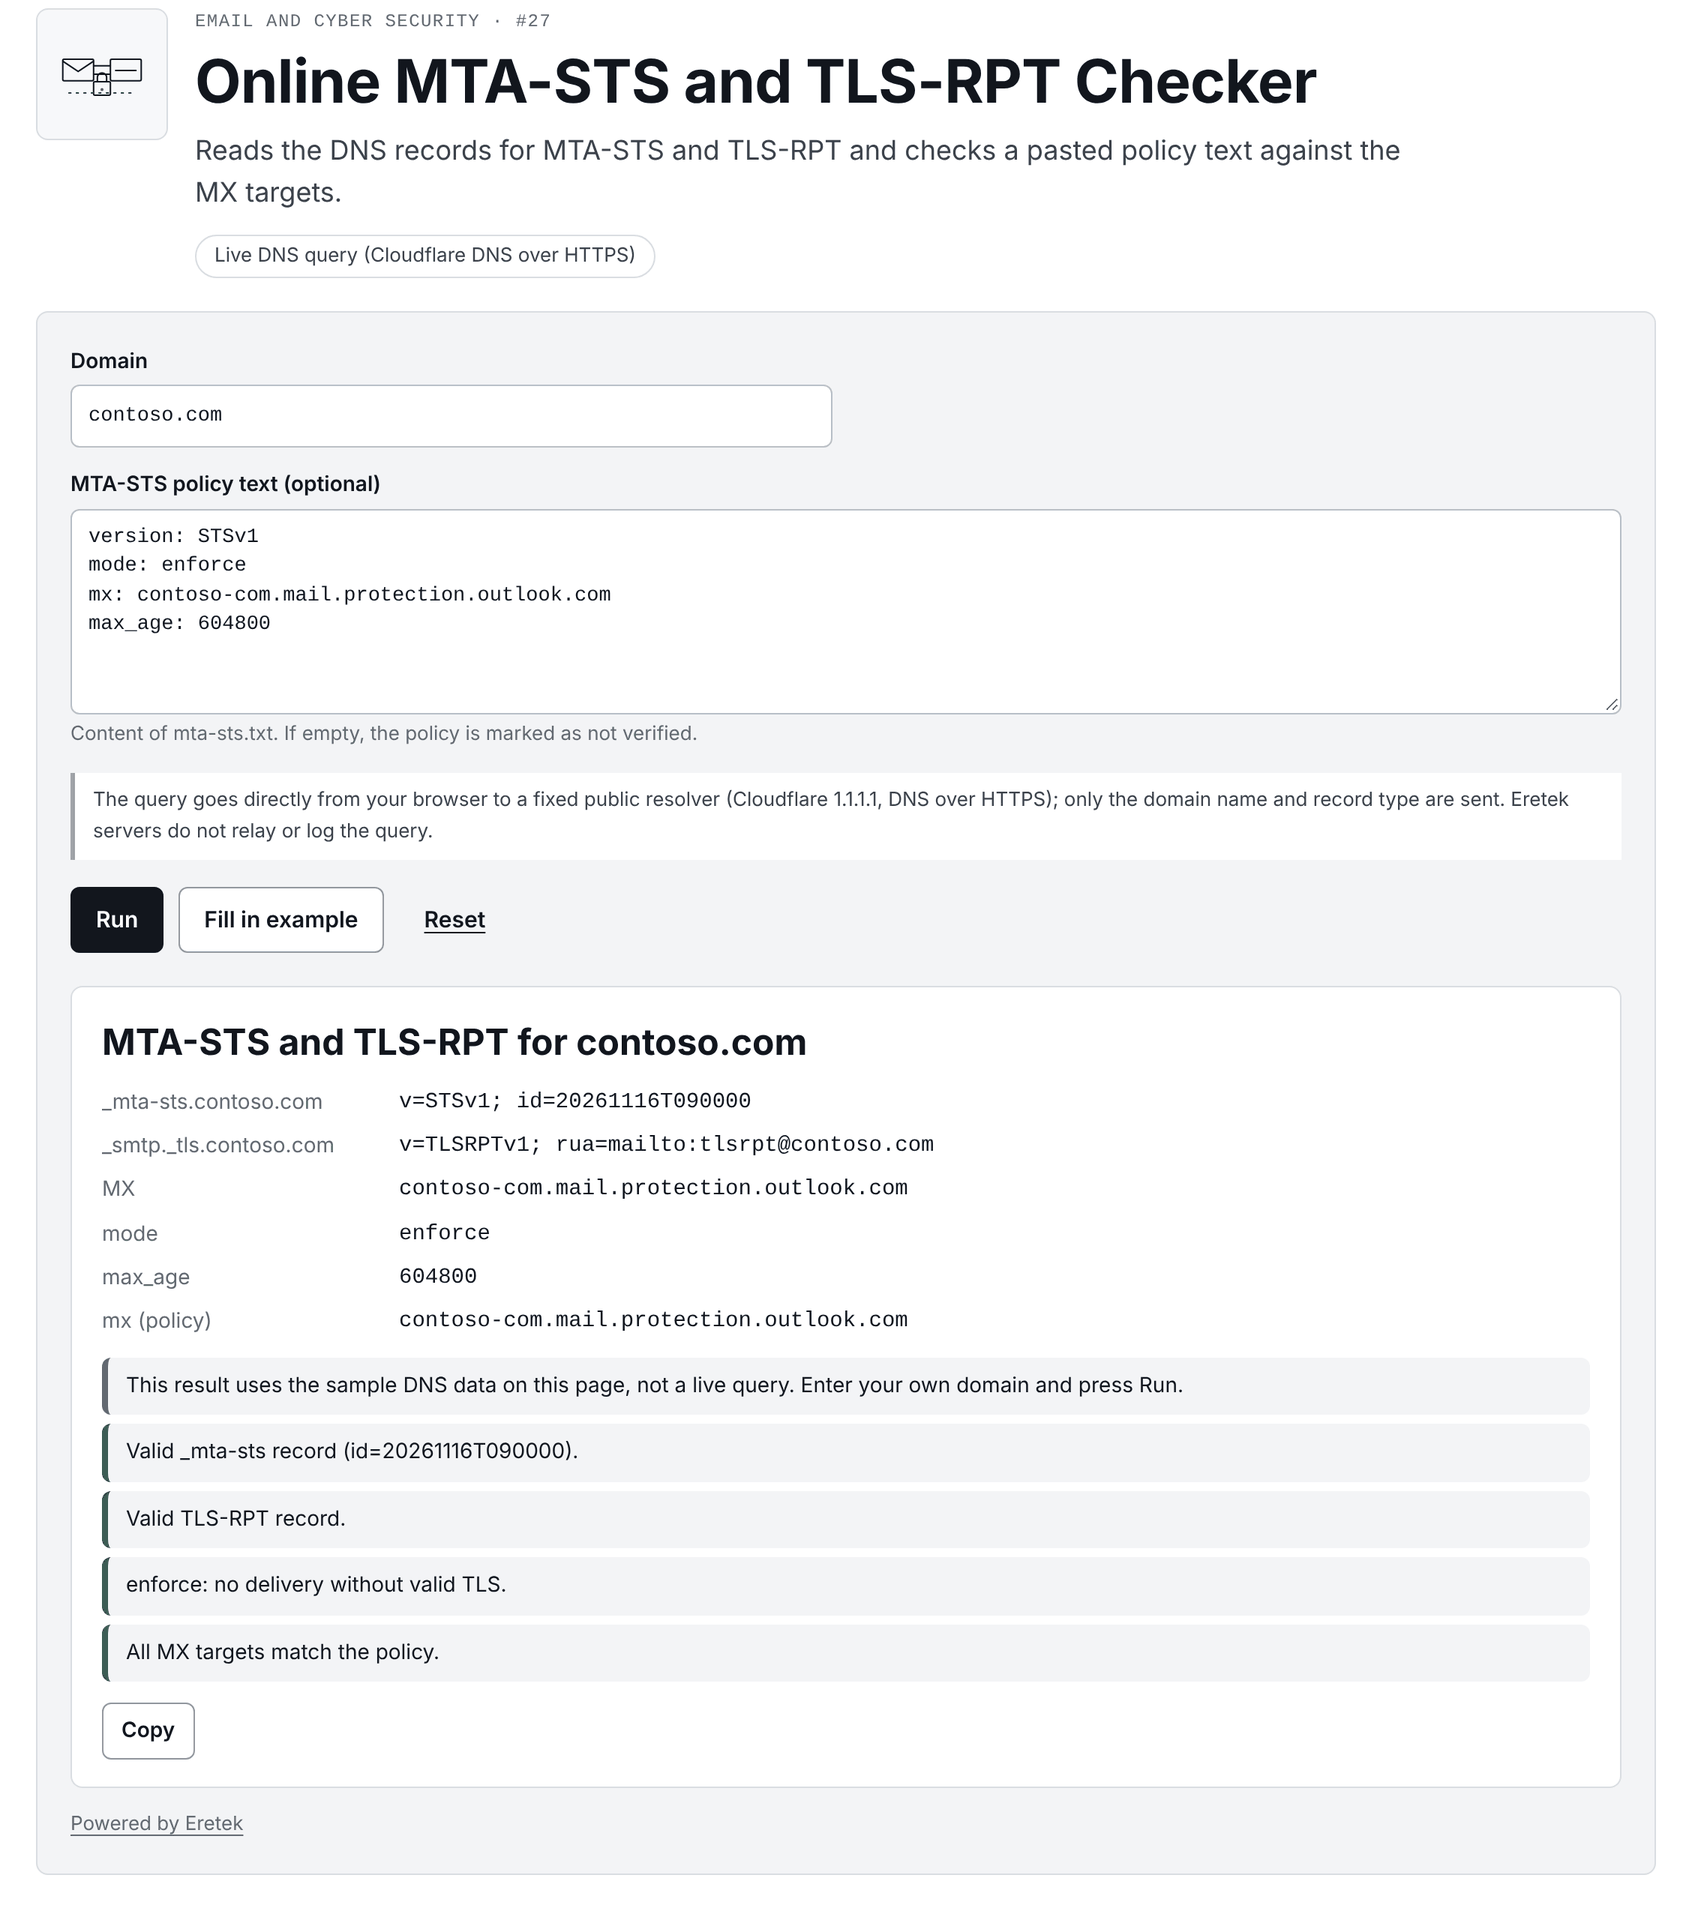 EMAIL AND CYBER SECURITY · #27
Online MTA-STS and TLS-RPT Checker
Reads the DNS records for MTA-STS and TLS-RPT and checks a pasted policy text against the
MX targets.
Live DNS query (Cloudflare DNS over HTTPS)
Domain
contoso.com
MTA-STS policy text (optional)
version: STSv1
mode: enforce
mx: contoso-com.mail.protection.outlook.com
max_age: 604800
Content of mta-sts.txt. If empty, the policy is marked as not verified.
The query goes directly from your browser to a fixed public resolver (Cloudflare 1.1.1.1, DNS over HTTPS); only the domain name and record type are sent. Eretek
servers do not relay or log the query.
Run Fill in example Reset
MTA-STS and TLS-RPT for contoso.com
_mta-sts.contoso.com v=STSv1; id=20261116T090000
_smtp._tls.contoso.com v=TLSRPTv1; rua=mailto:tlsrpt@contoso.com
MX contoso-com.mail.protection.outlook.com
mode enforce
max_age 604800
mx (policy) contoso-com.mail.protection.outlook.com
This result uses the sample DNS data on this page, not a live query. Enter your own domain and press Run.
Valid _mta-sts record (id=20261116T090000).
Valid TLS-RPT record.
enforce: no delivery without valid TLS.
All MX targets match the policy.
Copy
Powered by Eretek